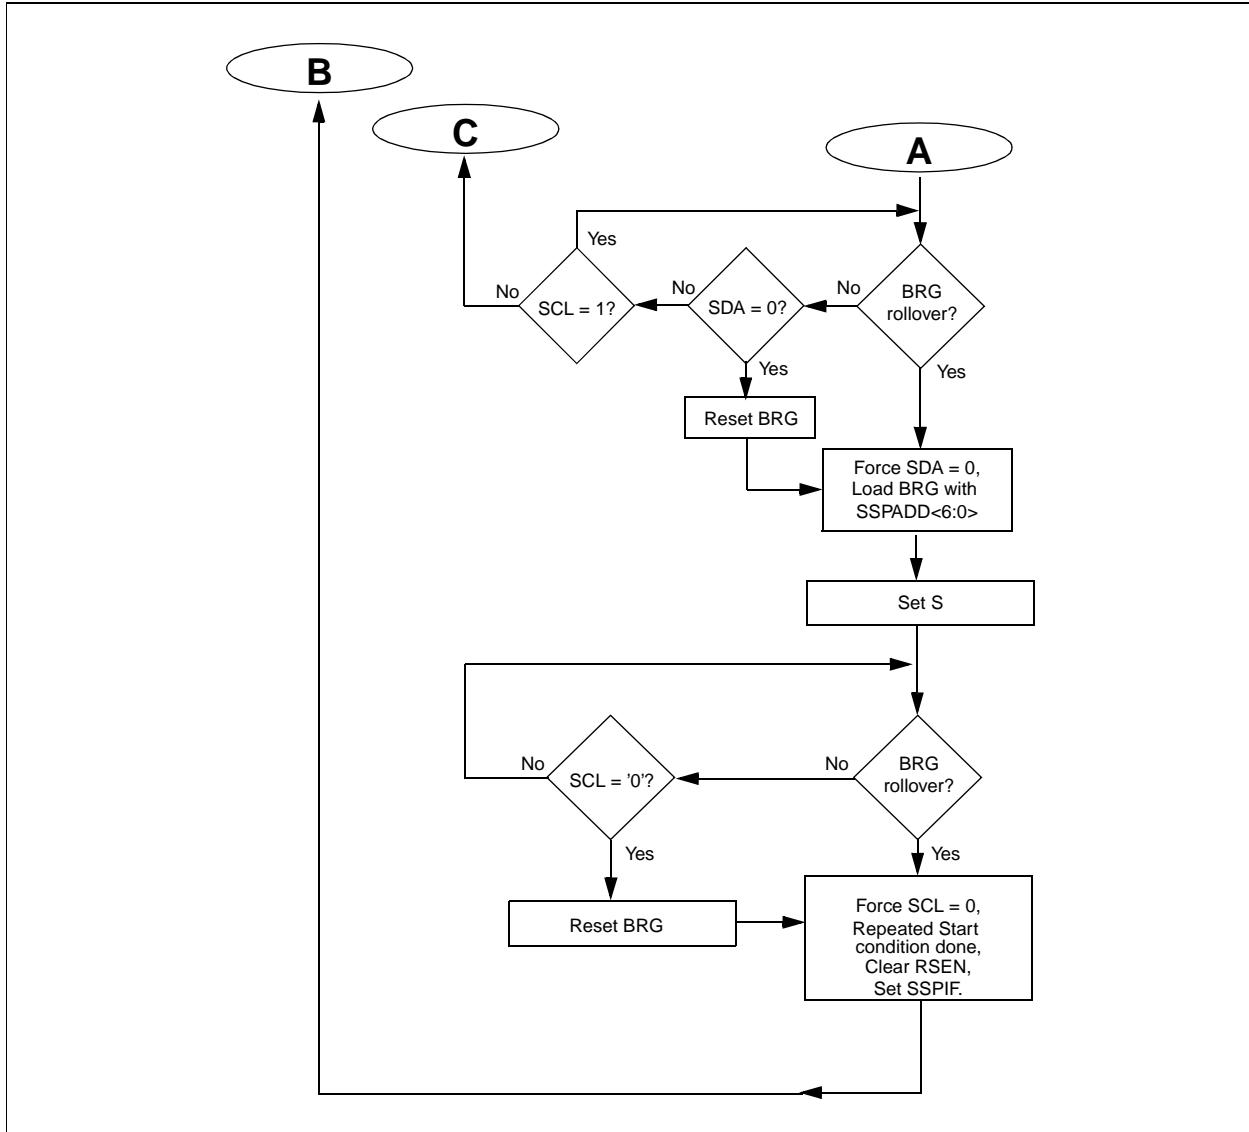 B
C
A
Yes
No
SCL = 1?
No
SDA = 0?
No
BRG
rollover?
Yes
Yes
Reset BRG
Force SDA = 0,
Load BRG with
SSPADD<6:0>
Set S
No
SCL = '0'?
No
BRG
rollover?
Yes
Yes
Reset BRG
Force SCL = 0,
Repeated Start
condition done,
Clear RSEN,
Set SSPIF.